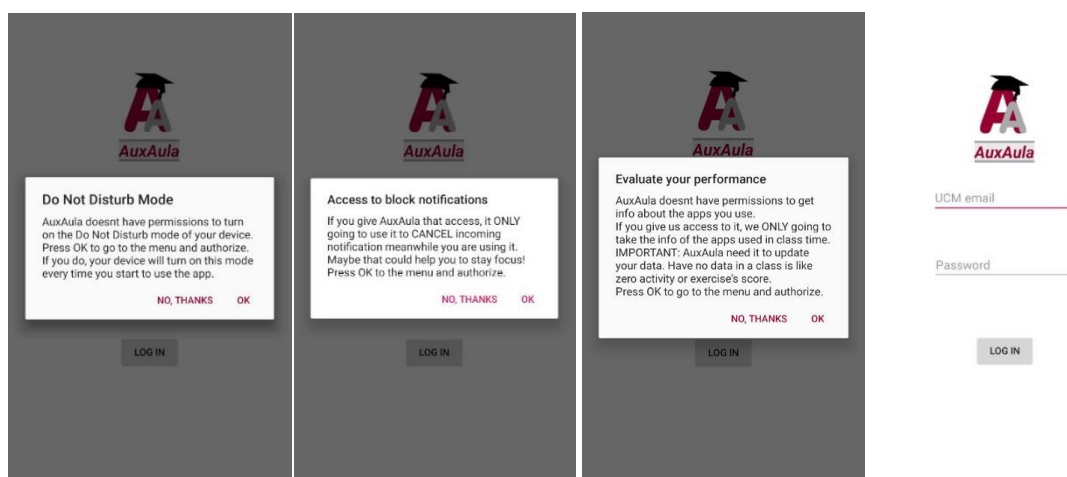 AuxAula
Do Not Disturb Mode
AuxAula doesnt have permissions to turn
on the Do Not Disturb mode of your device.
Press OK to go to the menu and authorize.
If you do, your device will turn on this mode
every time you start to use the app.
NO, THANKS OK
LOG IN
AuxAula
Access to block notifications
If you give AuxAula that access, it ONLY
going to use it to CANCEL incoming
notification meanwhile you are using it.
Maybe that could help you to stay focus!
Press OK to the menu and authorize.
NO, THANKS OK
LOG IN
AuxAula
Evaluate your performance
AuxAula doesnt have permissions to get
info about the apps you use.
If you give us access to it, we ONLY going to
take the info of the apps used in class time.
IMPORTANT: AuxAula need it to update
your data. Have no data in a class is like
zero activity or exercise's score.
Press OK to go to the menu and authorize.
NO, THANKS OK
LOG IN
AuxAula
UCM email
Password
LOG IN